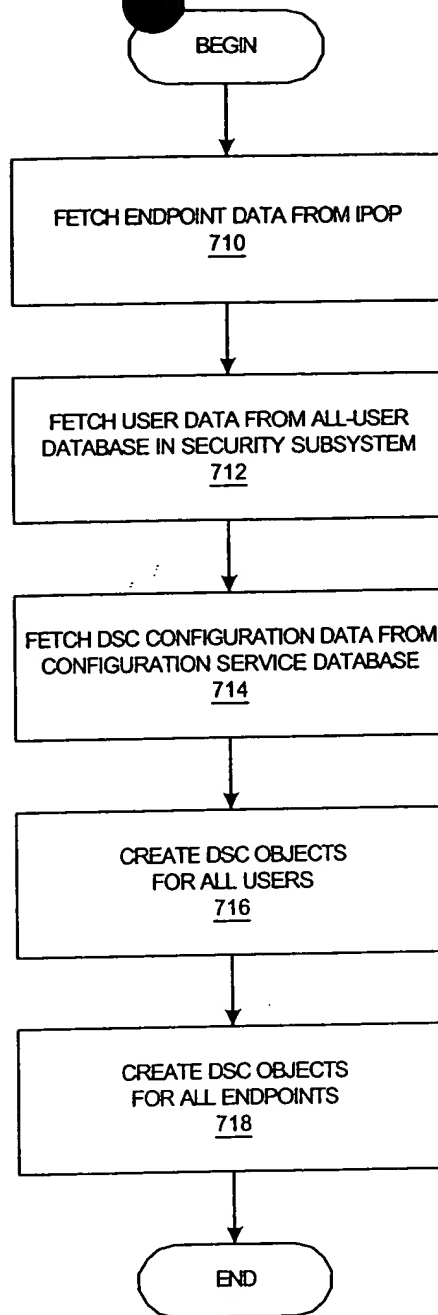 BEGIN
FETCH ENDPOINT DATA FROM IPOP
710
FETCH USER DATA FROM ALL-USER
DATABASE IN SECURITY SUBSYSTEM
712
FETCH DSC CONFIGURATION DATA FROM
CONFIGURATION SERVICE DATABASE
714
CREATE DSC OBJECTS
FOR ALL USERS
716
CREATE DSC OBJECTS
FOR ALL ENDPOINTS
718
END